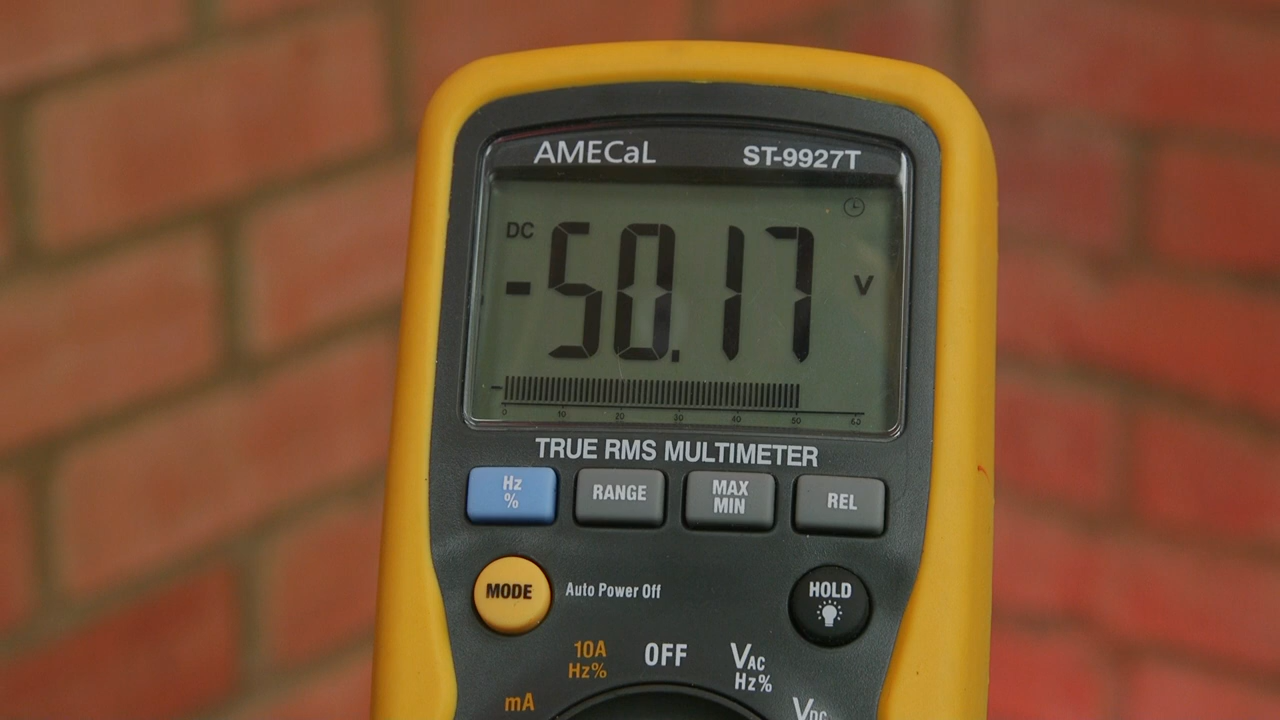 AMECaL ST-9927T
DC
-50.17 V
0 10 20 30 40 50 60
TRUE RMS MULTIMETER
Hz
%
RANGE
MAX
MIN
REL
MODE
Auto Power Off
HOLD
10A
Hz%
OFF
VAC
Hz%
mA
VDC